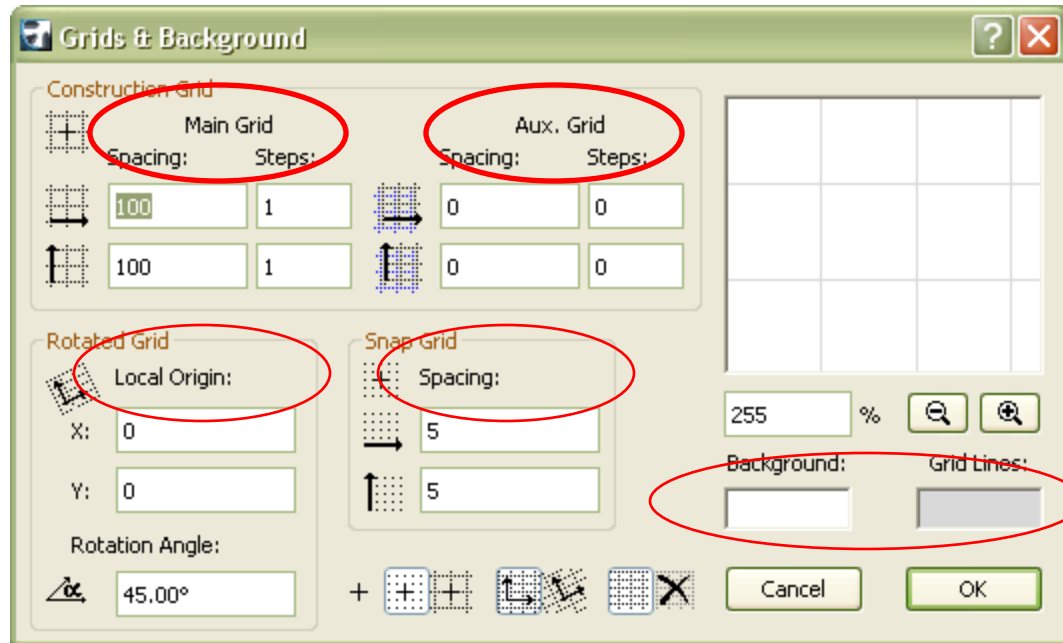 Grids & Background
Construction Grid
Main Grid
Aux. Grid
Spacing: Steps:
Spacing: Steps:
100 1 0 0
100 1 0 0
Rotated Grid
Local Origin:
X: 0
Y: 0
Rotation Angle:
α 45.00°
Snap Grid
Spacing:
5
5
255 %
Background: Grid Lines:
Cancel OK